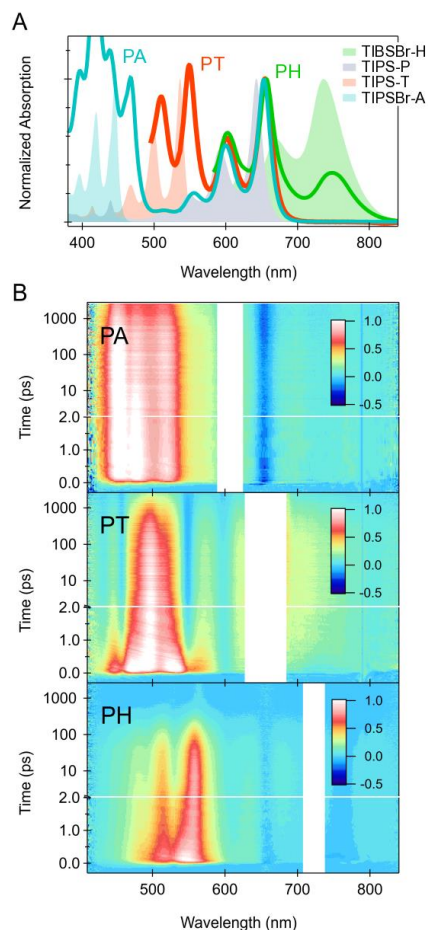 A
PA
PT
PH
TIBSBr-H
TIPS-P
TIPS-T
TIPSBr-A
Normalized Absorption
400 500 600 700 800
Wavelength (nm)
B
PA
1000
100
10
2.0
1.0
0.0
Time (ps)
1.0
0.5
0.0
-0.5
PT
1000
100
10
2.0
1.0
0.0
Time (ps)
1.0
0.5
0.0
-0.5
PH
1000
100
10
2.0
1.0
0.0
Time (ps)
1.0
0.5
0.0
-0.5
500 600 700 800
Wavelength (nm)